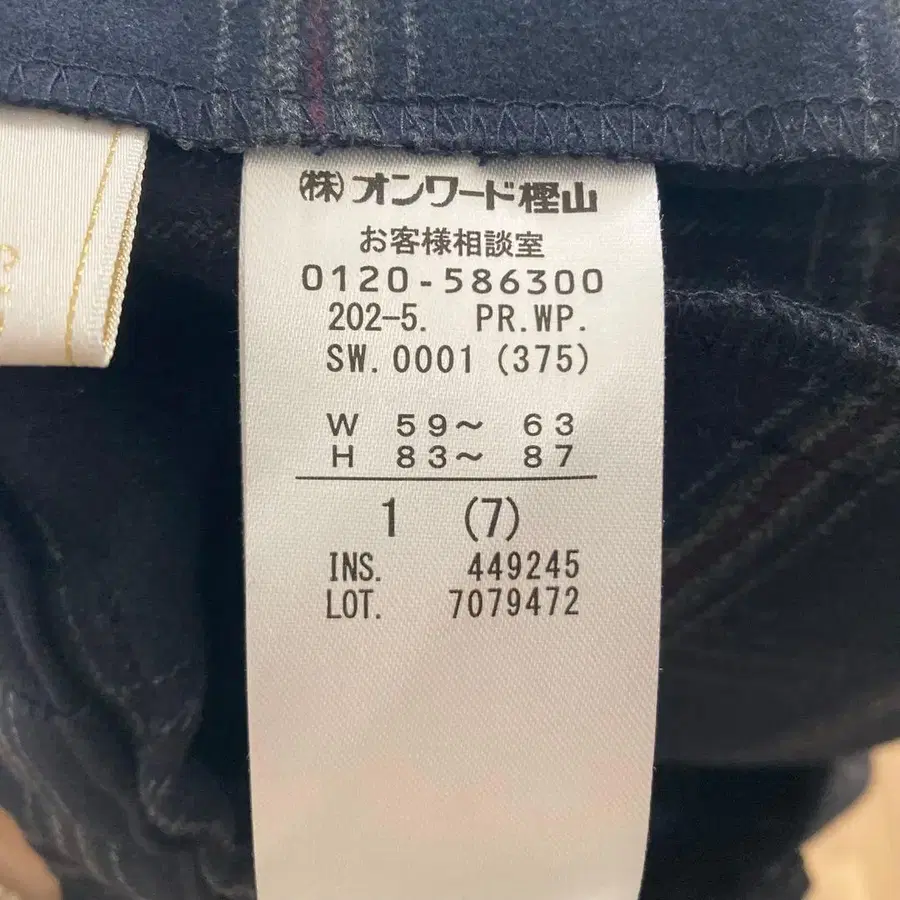 ㈱オンワード樫山
お客様相談室
0120-586300
202-5. PR.WP.
SW.0001(375)
W 59～ 63
H 83～ 87
1 (7)
INS. 449245
LOT. 7079472